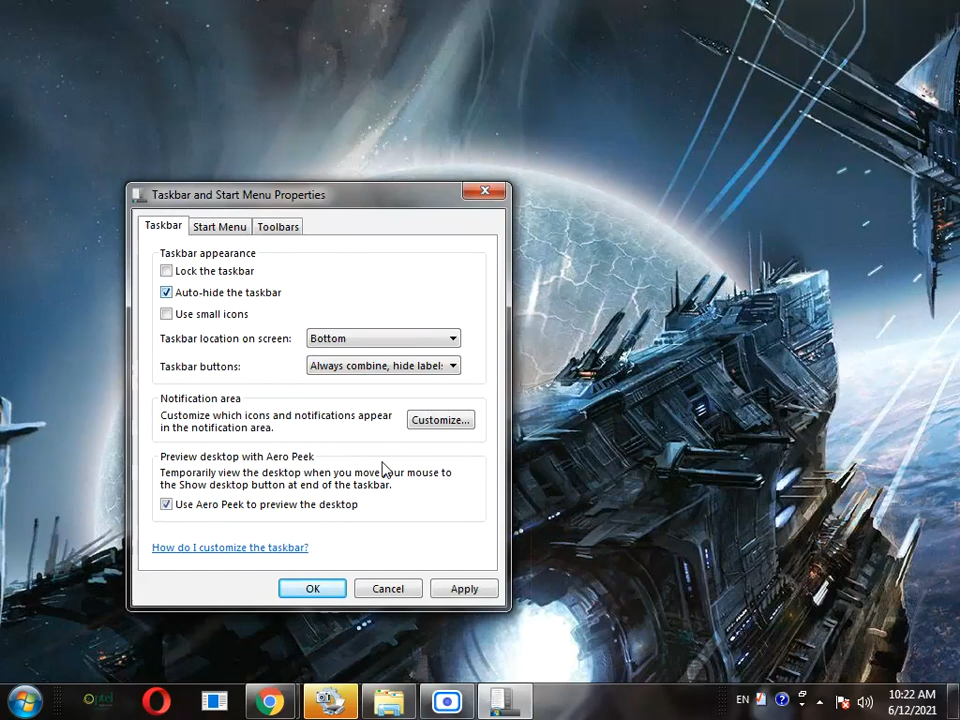 Taskbar and Start Menu Properties
Taskbar
Start Menu
Toolbars
Taskbar appearance
Lock the taskbar
Auto-hide the taskbar
Use small icons
Taskbar location on screen:
Bottom
Taskbar buttons:
Always combine, hide labels
Notification area
Customize which icons and notifications appear
in the notification area.
Customize...
Preview desktop with Aero Peek
Temporarily view the desktop when you move your mouse to
the Show desktop button at end of the taskbar.
Use Aero Peek to preview the desktop
How do I customize the taskbar?
OK
Cancel
Apply
optel
EN
10:22 AM
6/12/2021